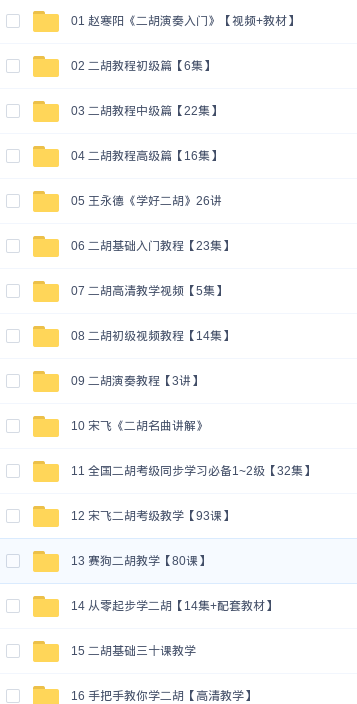 01 赵寒阳《二胡演奏入门》【视频+教材】
02 二胡教程初级篇【6集】
03 二胡教程中级篇【22集】
04 二胡教程高级篇【16集】
05 王永德《学好二胡》26讲
06 二胡基础入门教程【23集】
07 二胡高清教学视频【5集】
08 二胡初级视频教程【14集】
09 二胡演奏教程【3讲】
10 宋飞《二胡名曲讲解》
11 全国二胡考级同步学习必备1~2级【32集】
12 宋飞二胡考级教学【93课】
13 赛狗二胡教学【80课】
14 从零起步学二胡【14集+配套教材】
15 二胡基础三十课教学
16 手把手教你学二胡【高清教学】